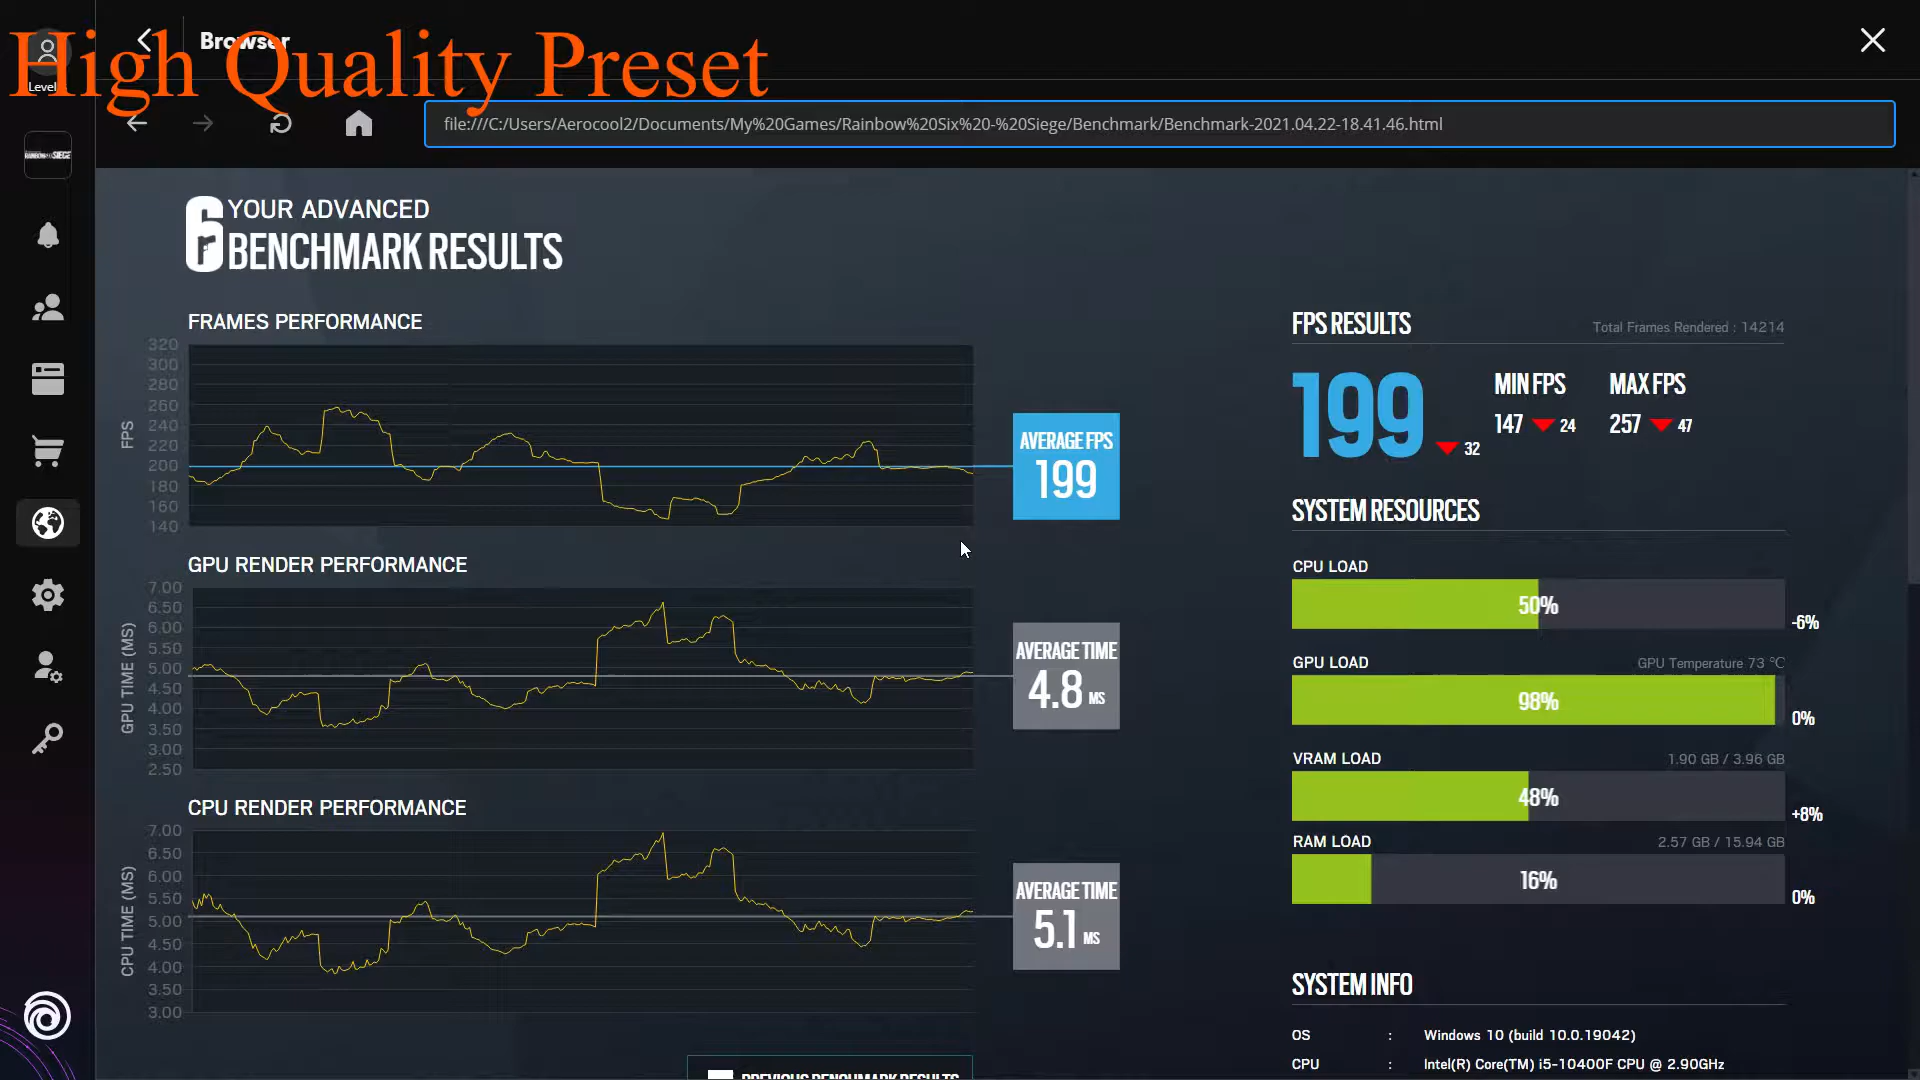 High Quality Preset
Browser
Level
file:///C:/Users/Aerocool2/Documents/My%20Games/Rainbow%20Six%20-%20Siege/Benchmark/Benchmark-2021.04.22-18.41.46.html
YOUR ADVANCED
BENCHMARK RESULTS
FRAMES PERFORMANCE
FPS
320
300
280
260
240
220
200
180
160
140
AVERAGE FPS
199
GPU RENDER PERFORMANCE
GPU TIME (MS)
7.00
6.50
6.00
5.50
5.00
4.50
4.00
3.50
3.00
2.50
AVERAGE TIME
4.8 MS
CPU RENDER PERFORMANCE
CPU TIME (MS)
7.00
6.50
6.00
5.50
5.00
4.50
4.00
3.50
3.00
AVERAGE TIME
5.1 MS
FPS RESULTS
Total Frames Rendered : 14214
199 32
MIN FPS
147 24
MAX FPS
257 47
SYSTEM RESOURCES
CPU LOAD
50%
-6%
GPU LOAD
GPU Temperature 73 °C
98%
0%
VRAM LOAD
1.90 GB / 3.96 GB
48%
+8%
RAM LOAD
2.57 GB / 15.94 GB
16%
0%
SYSTEM INFO
OS : Windows 10 (build 10.0.19042)
CPU : Intel(R) Core(TM) i5-10400F CPU @ 2.90GHz
PREVIOUS BENCHMARK RESULTS